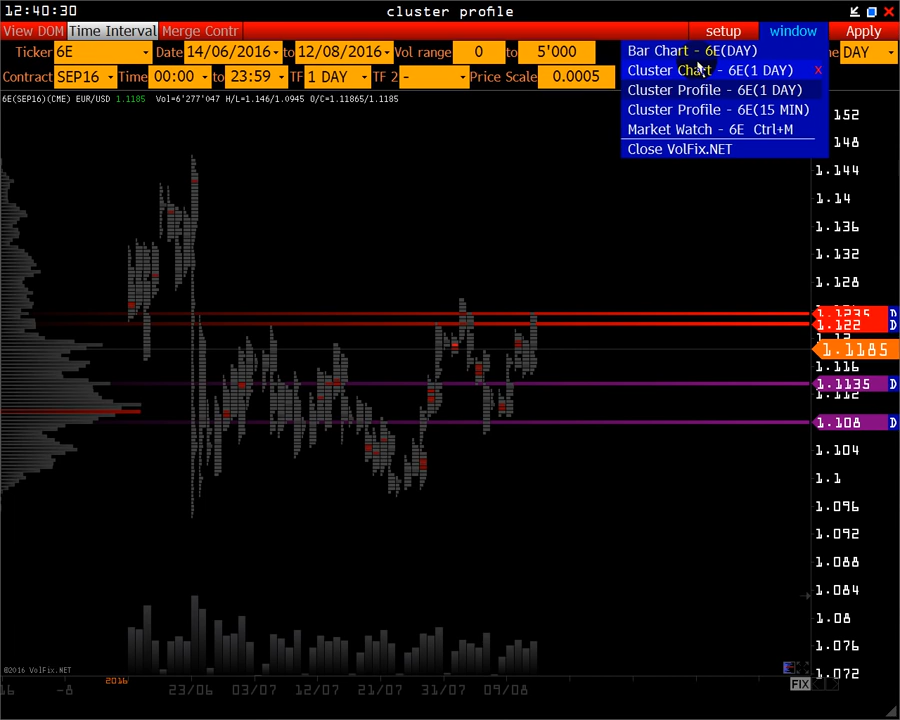 12:40:30 cluster profile
View DOM Time Interval Merge Contr setup window Apply
Ticker 6E Date 14/06/2016 to 12/08/2016 Vol range 0 to 5'000 DAY
Contract SEP16 Time 00:00 to 23:59 TF 1 DAY TF 2 - Price Scale 0.0005
Bar Chart - 6E(DAY)
Cluster Chart - 6E(1 DAY) x
Cluster Profile - 6E(1 DAY)
Cluster Profile - 6E(15 MIN)
Market Watch - 6E Ctrl+M
Close VolFix.NET
6E(SEP16)(CME) EUR/USD 1.1185 Vol=6'277'047 H/L=1.146/1.0945 O/C=1.11865/1.1185
152
148
1.144
1.14
1.136
1.132
1.128
1.1235 D
1.122 D
1.1185
1.116
1.1135 D
1.112
1.108 D
1.104
1.1
1.096
1.092
1.088
1.084
1.08
1.076
1.072
©2016 VolFix.NET
FIX
16 -8 2016 23/06 03/07 12/07 21/07 31/07 09/08